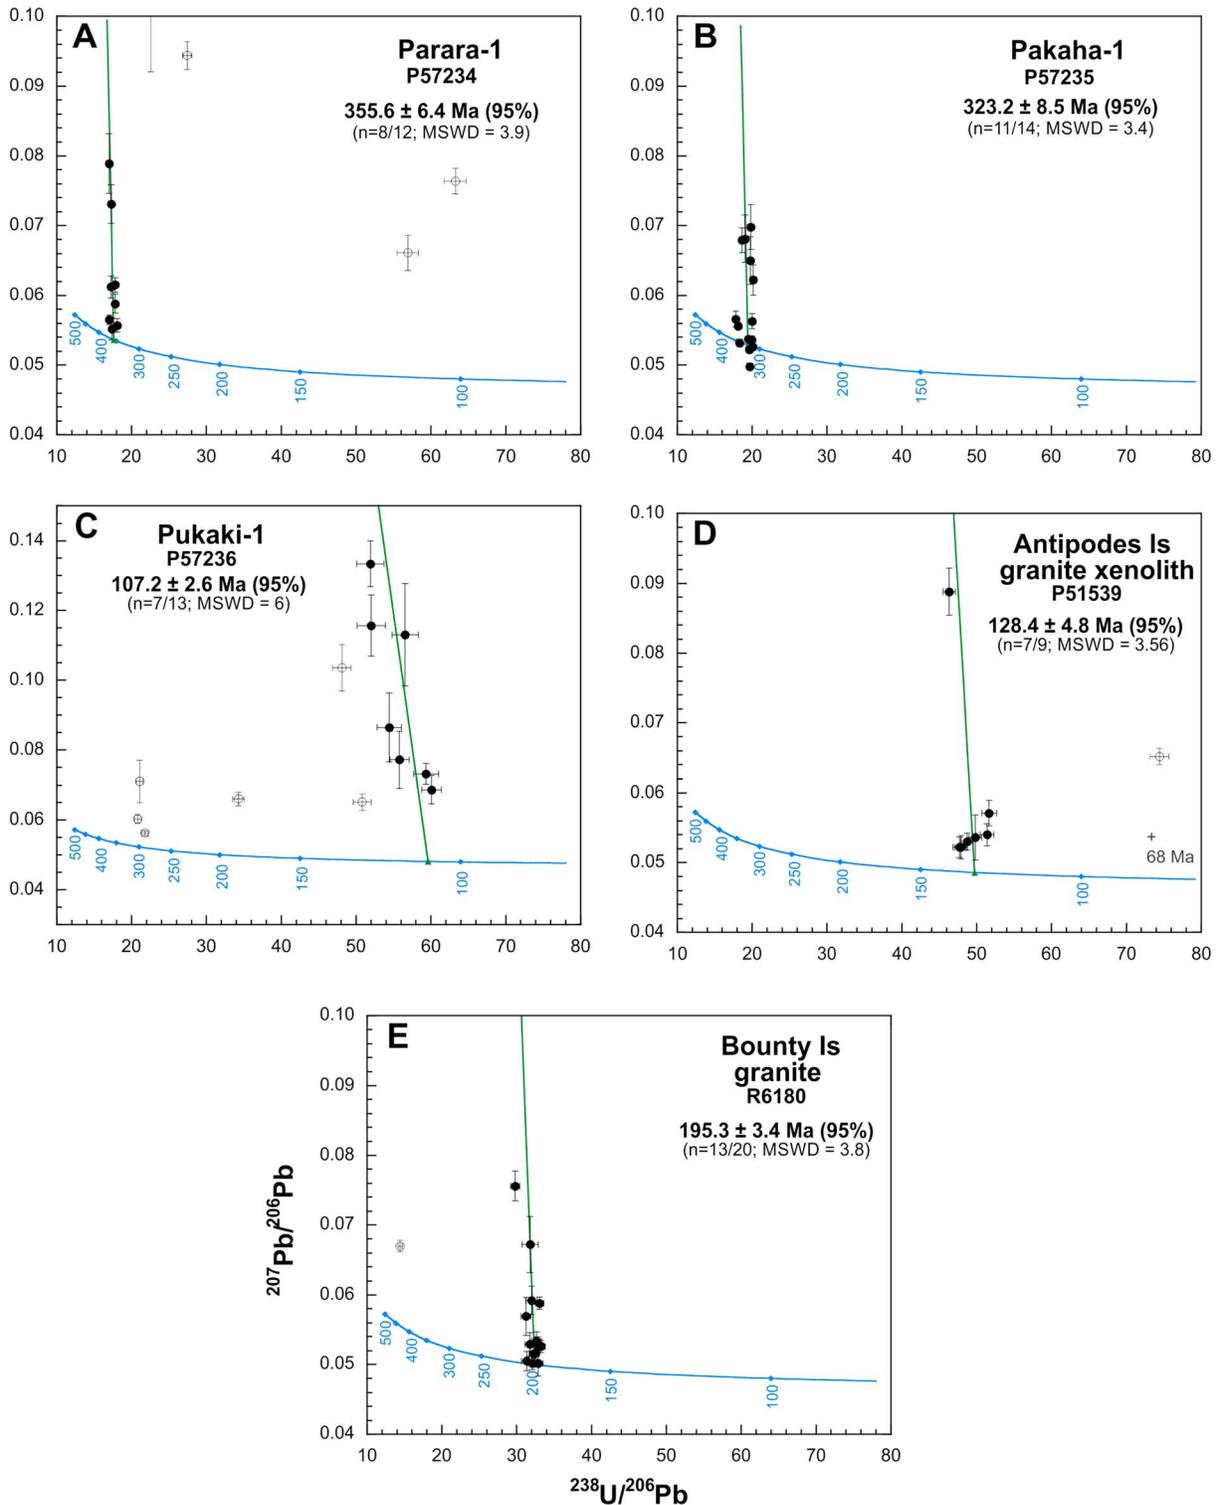 A
Parara-1
P57234
355.6 ± 6.4 Ma (95%)
(n=8/12; MSWD = 3.9)
0.10
0.09
0.08
0.07
0.06
0.05
0.04
500
400
300
250
200
150
100
10 20 30 40 50 60 70 80
B
Pakaha-1
P57235
323.2 ± 8.5 Ma (95%)
(n=11/14; MSWD = 3.4)
0.10
0.09
0.08
0.07
0.06
0.05
0.04
500
400
300
250
200
150
100
10 20 30 40 50 60 70 80
C
Pukaki-1
P57236
107.2 ± 2.6 Ma (95%)
(n=7/13; MSWD = 6)
0.14
0.12
0.10
0.08
0.06
0.04
500
400
300
250
200
150
100
10 20 30 40 50 60 70 80
D
Antipodes Is
granite xenolith
P51539
128.4 ± 4.8 Ma (95%)
(n=7/9; MSWD = 3.56)
0.10
0.09
0.08
0.07
0.06
0.05
0.04
68 Ma
500
400
300
250
200
150
100
10 20 30 40 50 60 70 80
E
Bounty Is
granite
R6180
195.3 ± 3.4 Ma (95%)
(n=13/20; MSWD = 3.8)
0.10
0.09
0.08
0.07
0.06
0.05
0.04
500
400
300
250
200
150
100
10 20 30 40 50 60 70 80
²⁰⁷Pb/²⁰⁶Pb
²³⁸U/²⁰⁶Pb